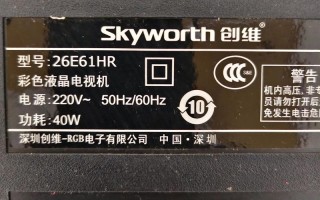 Skyworth 创维
型号: 26E61HR
彩色液晶电视机
电源: 220V~ 50Hz/60Hz
功耗: 40W
深圳创维-RGB电子有限公司 中国·深圳
10
CCC
警告
机内高压, 非专
员请勿打开后
免发生电击危